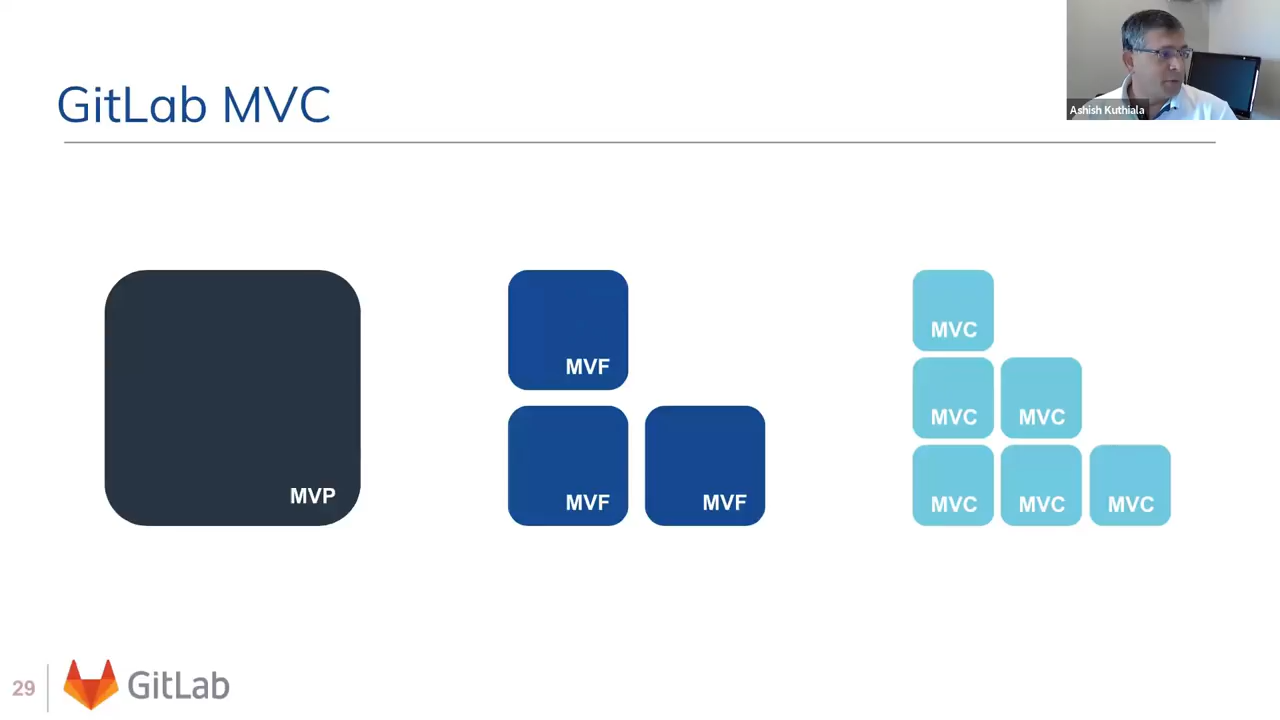 Ashish Kuthiala
GitLab MVC
MVP
MVF
MVF MVF
MVC
MVC MVC
MVC MVC MVC
29
GitLab